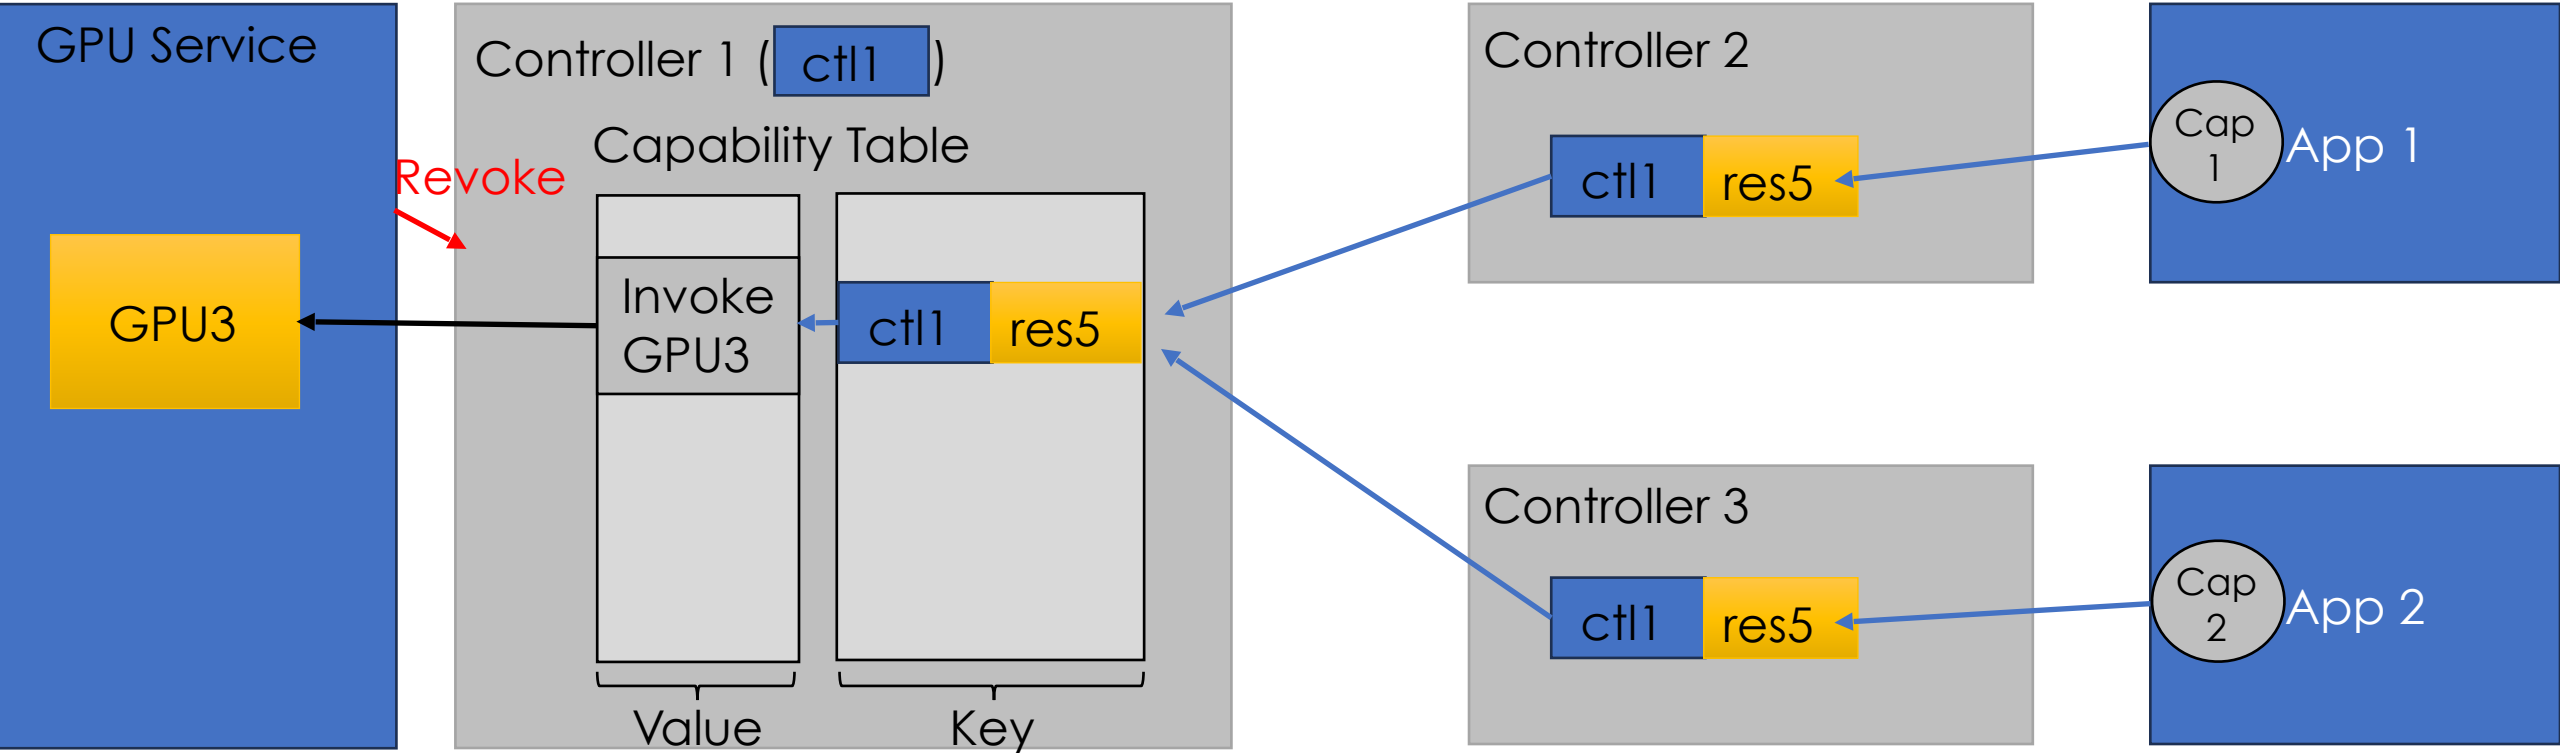 GPU Service
GPU3
Revoke
Controller 1 ( ctl1 )
Capability Table
Invoke
GPU3
ctl1 res5
Value
Key
Controller 2
ctl1 res5
Cap
1
App 1
Controller 3
ctl1 res5
Cap
2
App 2